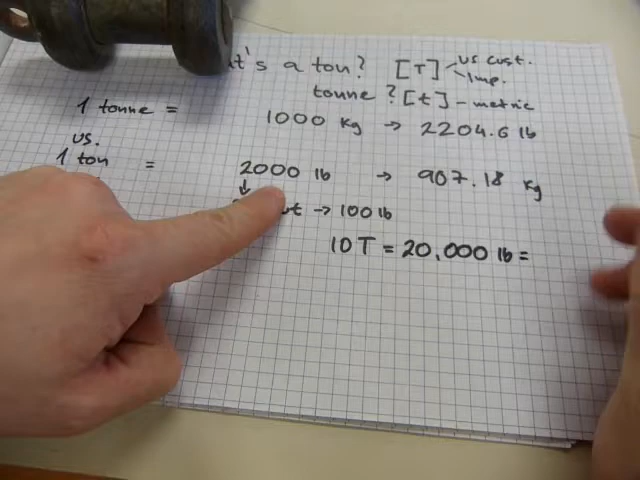 t's a ton? [T] US cust.
Imp.
tonne? [t] - metric
1 tonne = 1000 kg → 2204.6 lb
US.
1 ton = 2000 lb → 907.18 kg
↓
→ 100 lb
10T = 20,000 lb =